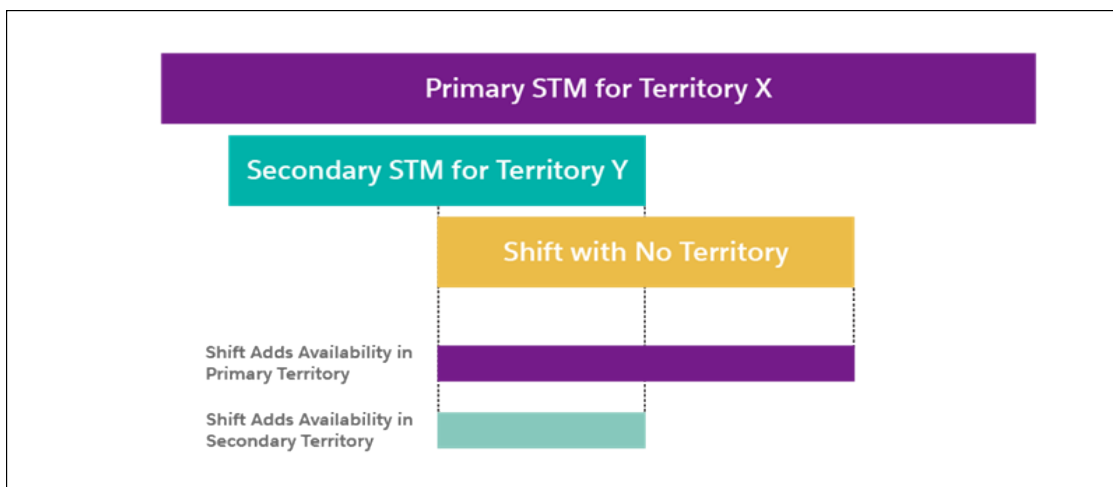 Primary STM for Territory X
Secondary STM for Territory Y
Shift with No Territory
Shift Adds Availability in
Primary Territory
Shift Adds Availability in
Secondary Territory